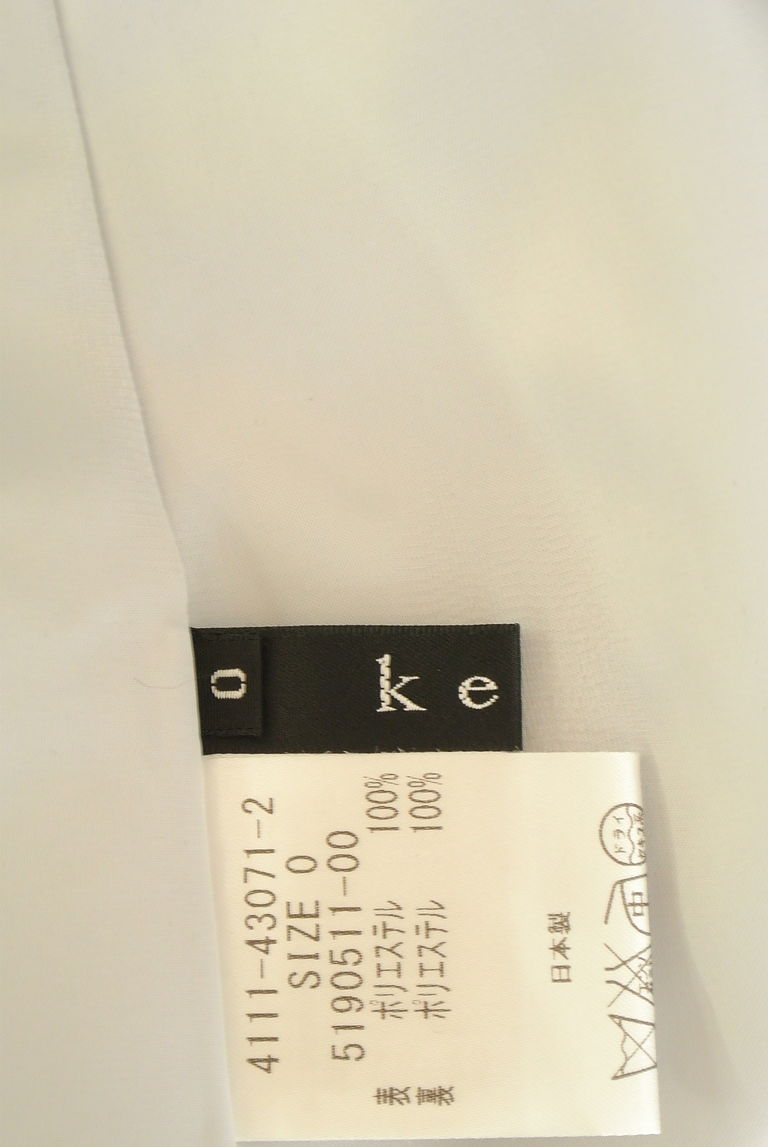 0
ke
4111-43071-2
SIZE 0
5190511-00
表 ポリエステル 100%
裏 ポリエステル 100%
日本製
中
ドライ